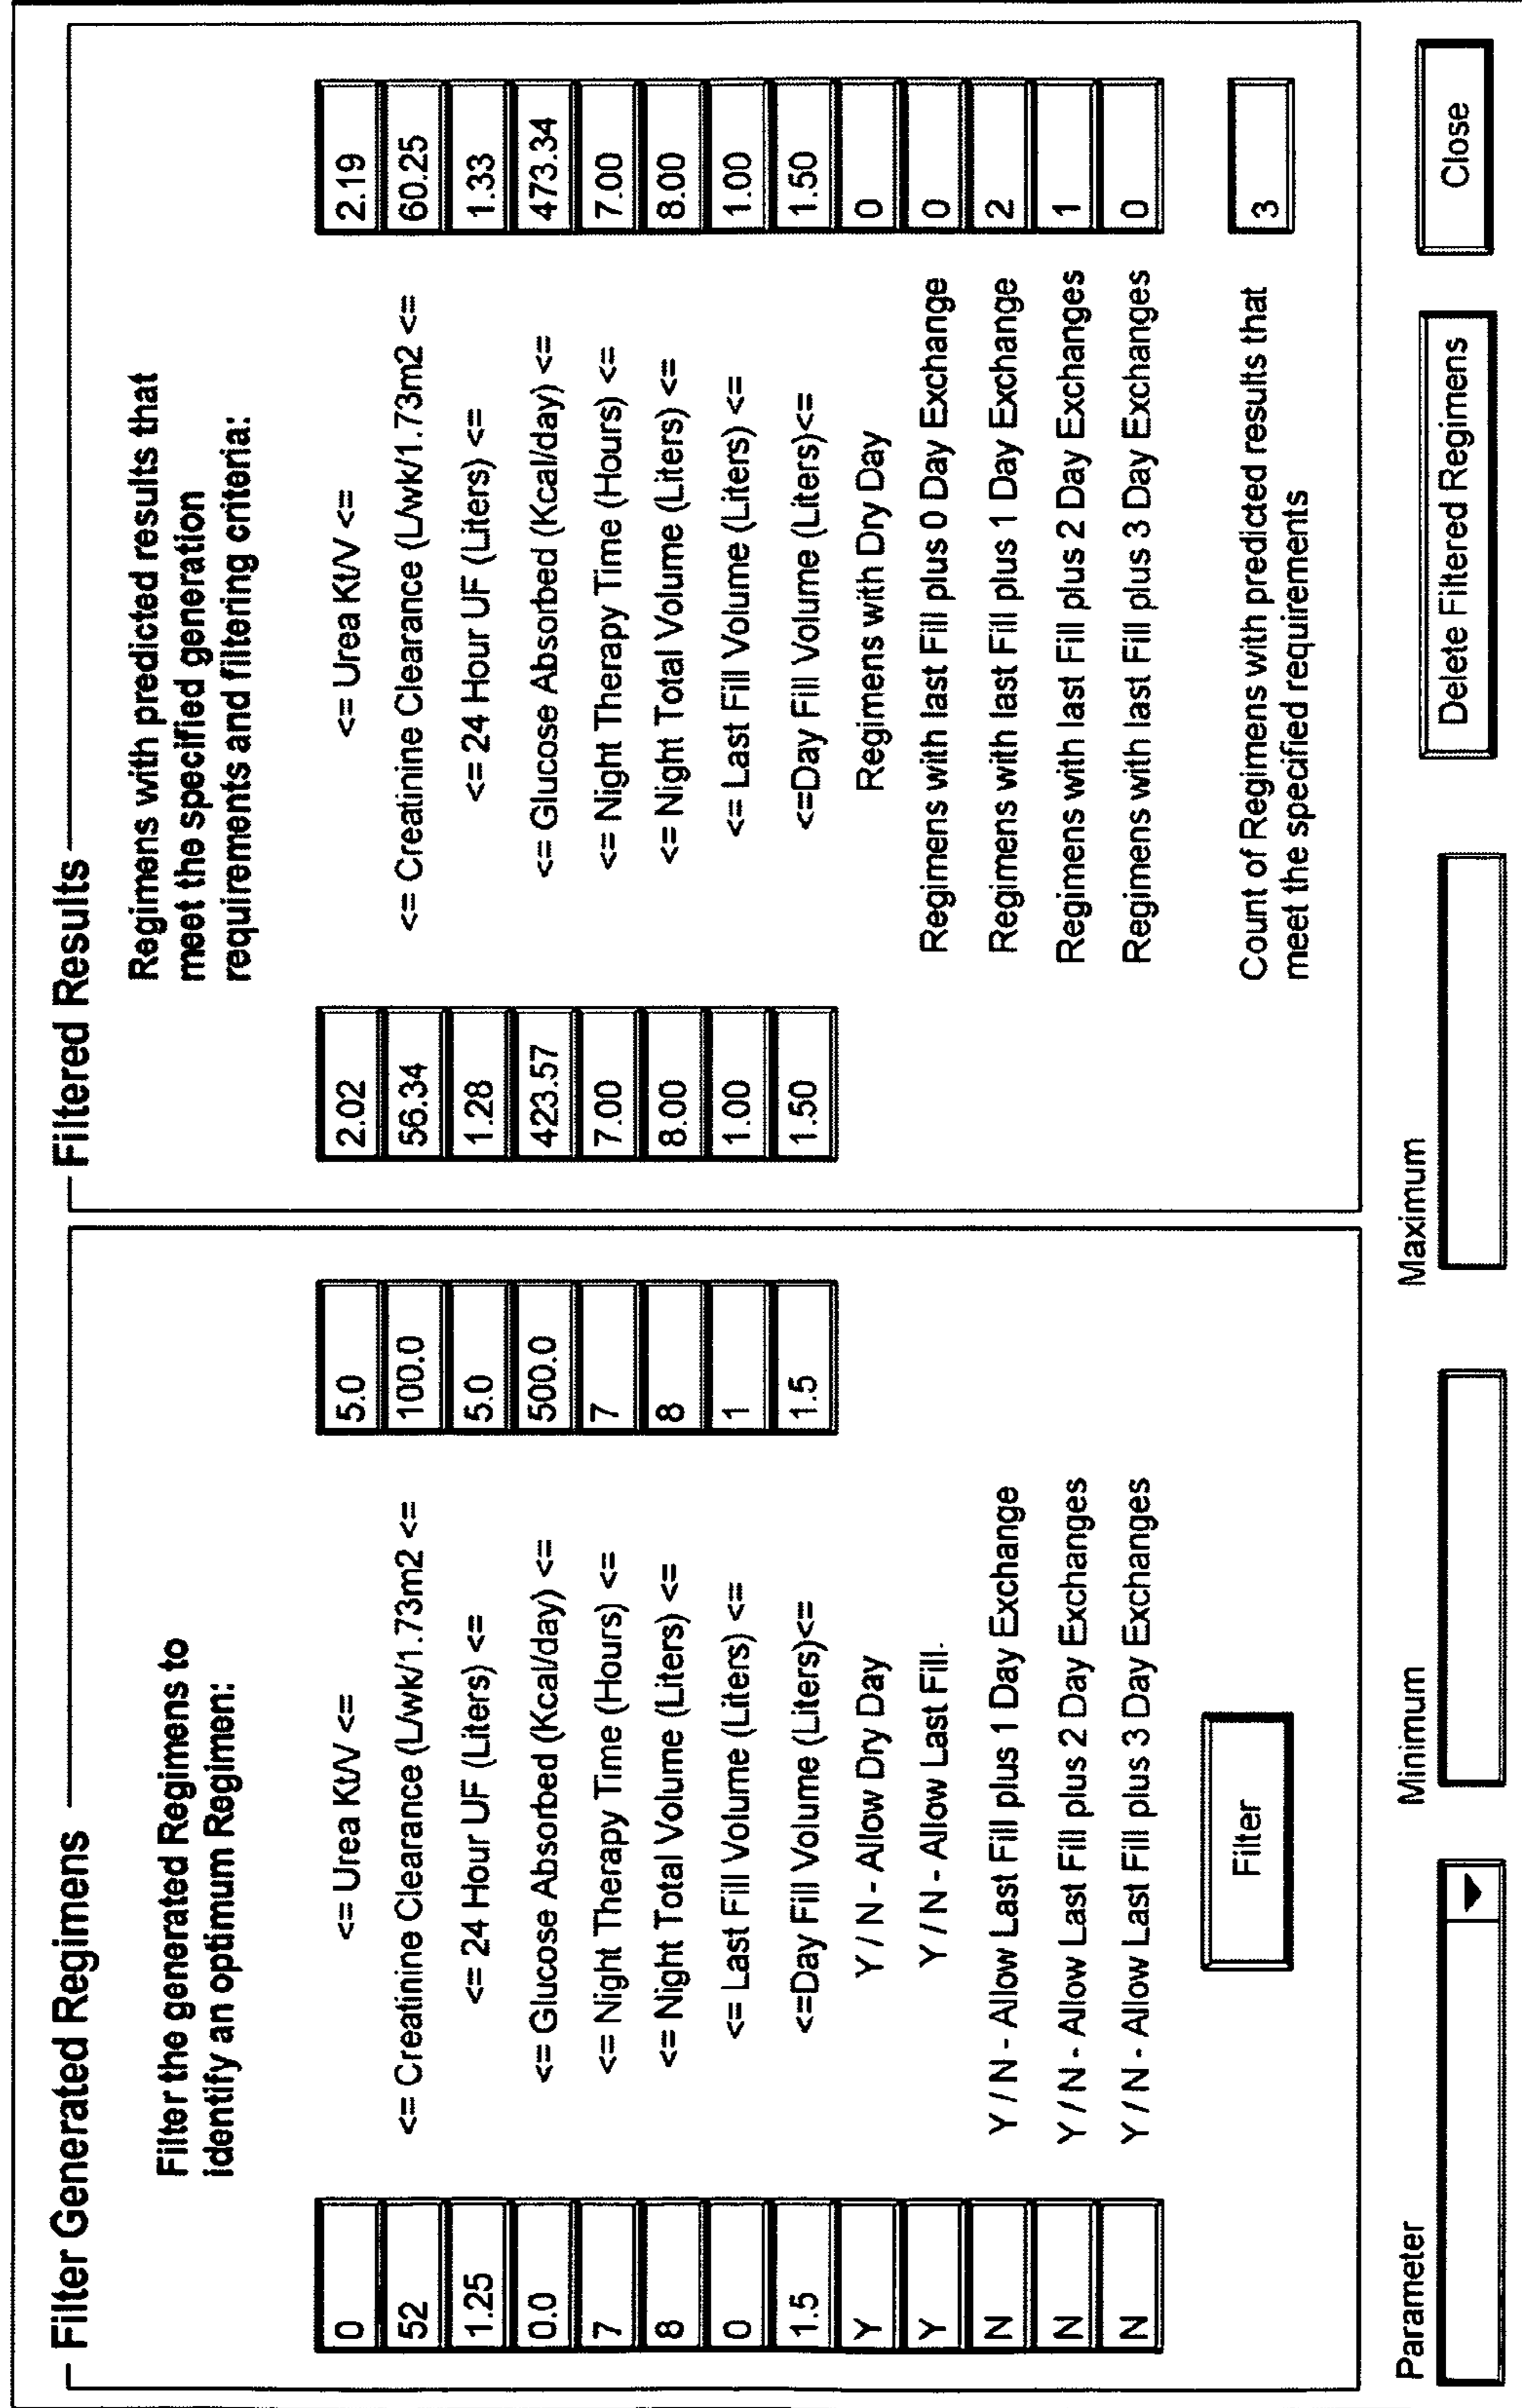 Filter Generated Regimens
Filter the generated Regimens to
identify an optimum Regimen:
0 <= Urea Kt/V <= 5.0
52 <= Creatinine Clearance (L/wk/1.73m2 <= 100.0
1.25 <= 24 Hour UF (Liters) <= 5.0
0.0 <= Glucose Absorbed (Kcal/day) <= 500.0
7 <= Night Therapy Time (Hours) <= 7
8 <= Night Total Volume (Liters) <= 8
0 <= Last Fill Volume (Liters) <= 1
1.5 <=Day Fill Volume (Liters)<= 1.5
Y Y / N - Allow Dry Day
Y Y / N - Allow Last Fill
N Y / N - Allow Last Fill plus 1 Day Exchange
N Y / N - Allow Last Fill plus 2 Day Exchanges
N Y / N - Allow Last Fill plus 3 Day Exchanges
Filter
Filtered Results
Regimens with predicted results that
meet the specified generation
requirements and filtering criteria:
2.02 <= Urea Kt/V <= 2.19
56.34 <= Creatinine Clearance (L/wk/1.73m2 <= 60.25
1.28 <= 24 Hour UF (Liters) <= 1.33
423.57 <= Glucose Absorbed (Kcal/day) <= 473.34
7.00 <= Night Therapy Time (Hours) <= 7.00
8.00 <= Night Total Volume (Liters) <= 8.00
1.00 <= Last Fill Volume (Liters) <= 1.00
1.50 <=Day Fill Volume (Liters)<= 1.50
Regimens with Dry Day 0
Regimens with last Fill plus 0 Day Exchange 0
Regimens with last Fill plus 1 Day Exchange 2
Regimens with last Fill plus 2 Day Exchanges 1
Regimens with last Fill plus 3 Day Exchanges 0
Count of Regimens with predicted results that
meet the specified requirements 3
Parameter Minimum Maximum
Delete Filtered Regimens Close